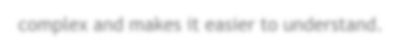 complex and makes it easier to understand.